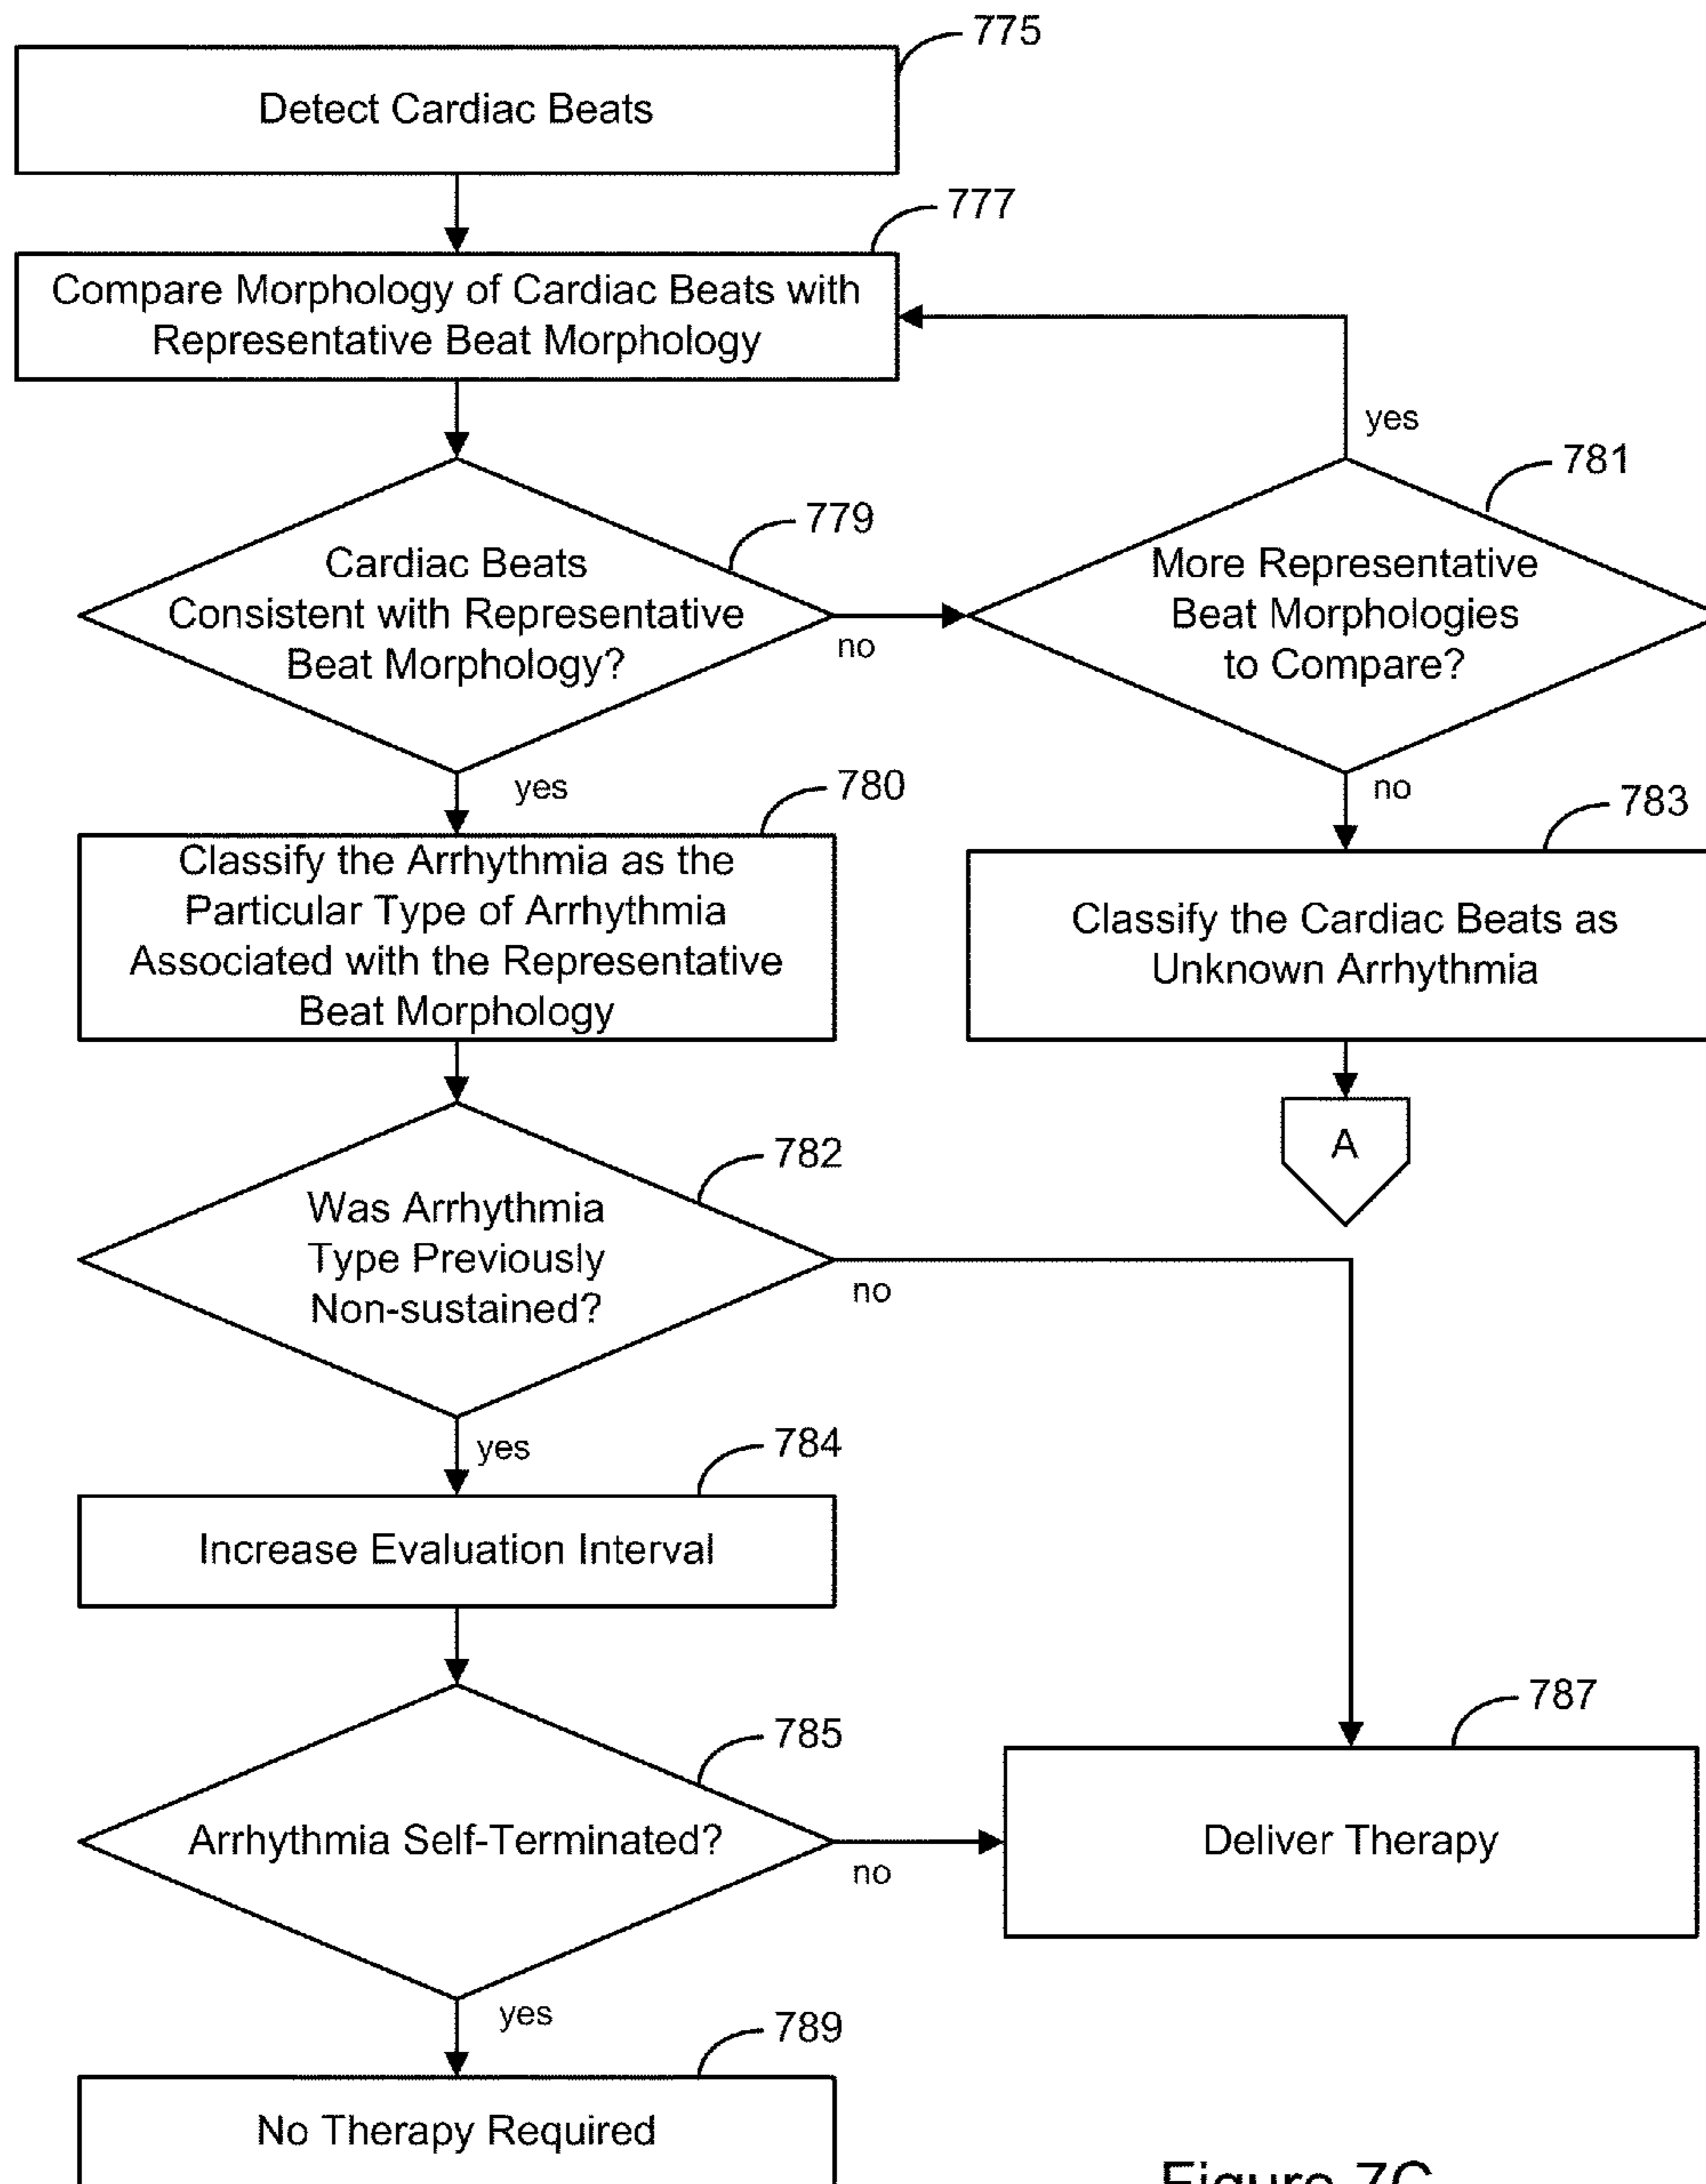 775
Detect Cardiac Beats
777
Compare Morphology of Cardiac Beats with
Representative Beat Morphology
yes
781
779
Cardiac Beats
Consistent with Representative
Beat Morphology?
no
More Representative
Beat Morphologies
to Compare?
yes
780
no
783
Classify the Arrhythmia as the
Particular Type of Arrhythmia
Associated with the Representative
Beat Morphology
Classify the Cardiac Beats as
Unknown Arrhythmia
A
782
Was Arrhythmia
Type Previously
Non-sustained?
no
yes
784
Increase Evaluation Interval
787
785
Arrhythmia Self-Terminated?
no
Deliver Therapy
yes
789
No Therapy Required
Figure 7C